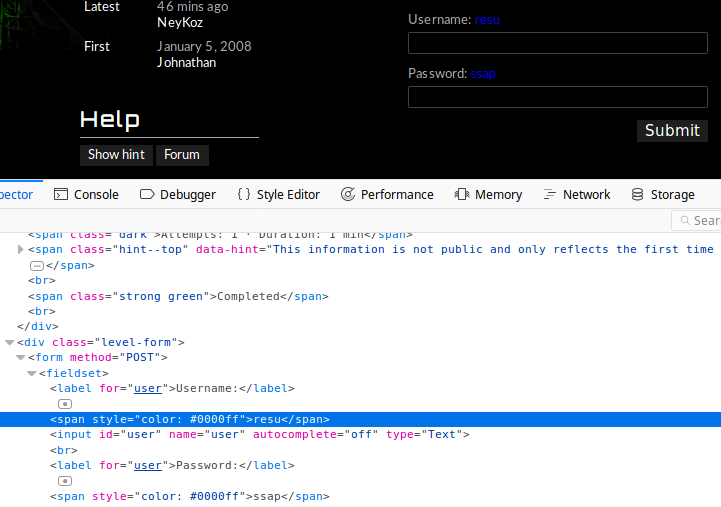 Latest 46 mins ago
NeyKoz
First January 5, 2008
Johnathan
Help
Show hint Forum
Username: resu
Password: ssap
Submit
pector Console Debugger Style Editor Performance Memory Network Storage
Sear
<span class="dark">Attempts: 1 · Duration: 1 min</span>
<span class="hint--top" data-hint="This information is not public and only reflects the first time
</span>
<br>
<span class="strong green">Completed</span>
<br>
</div>
<div class="level-form">
<form method="POST">
<fieldset>
<label for="user">Username:</label>
<span style="color: #0000ff">resu</span>
<input id="user" name="user" autocomplete="off" type="Text">
<br>
<label for="user">Password:</label>
<span style="color: #0000ff">ssap</span>